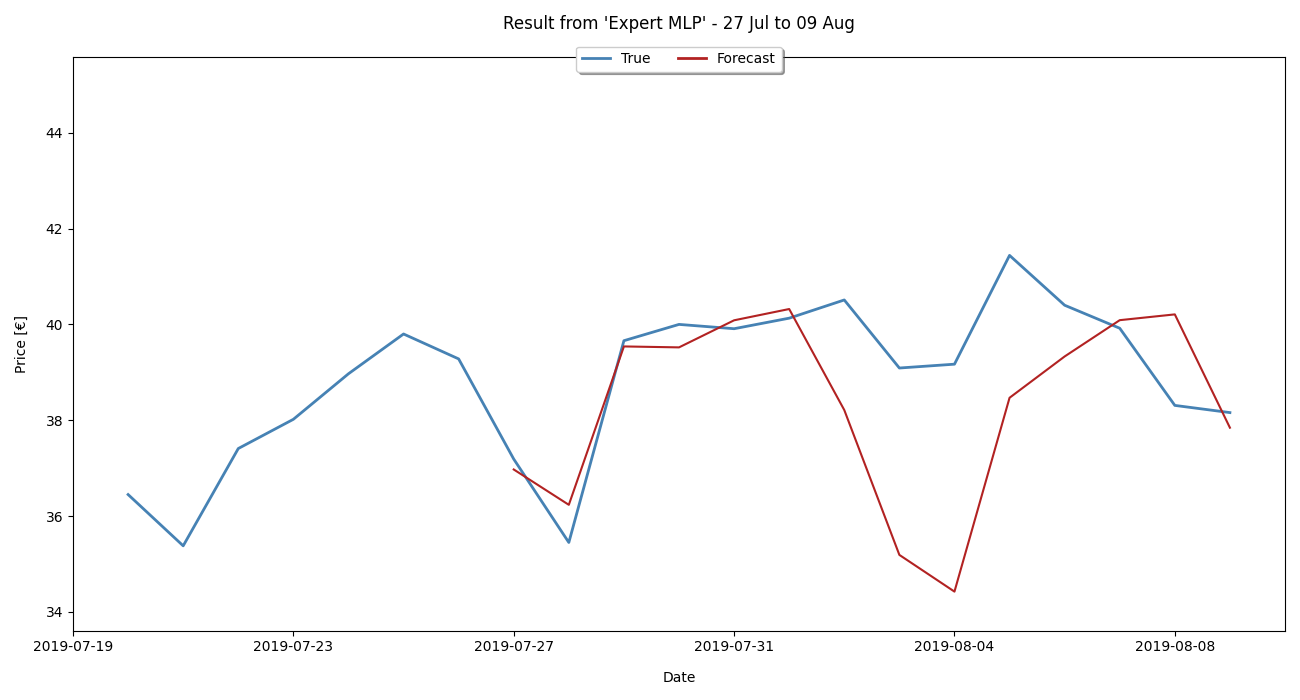 Result from 'Expert MLP' - 27 Jul to 09 Aug
True Forecast
44
42
40
38
36
34
Price [€]
2019-07-19 2019-07-23 2019-07-27 2019-07-31 2019-08-04 2019-08-08
Date